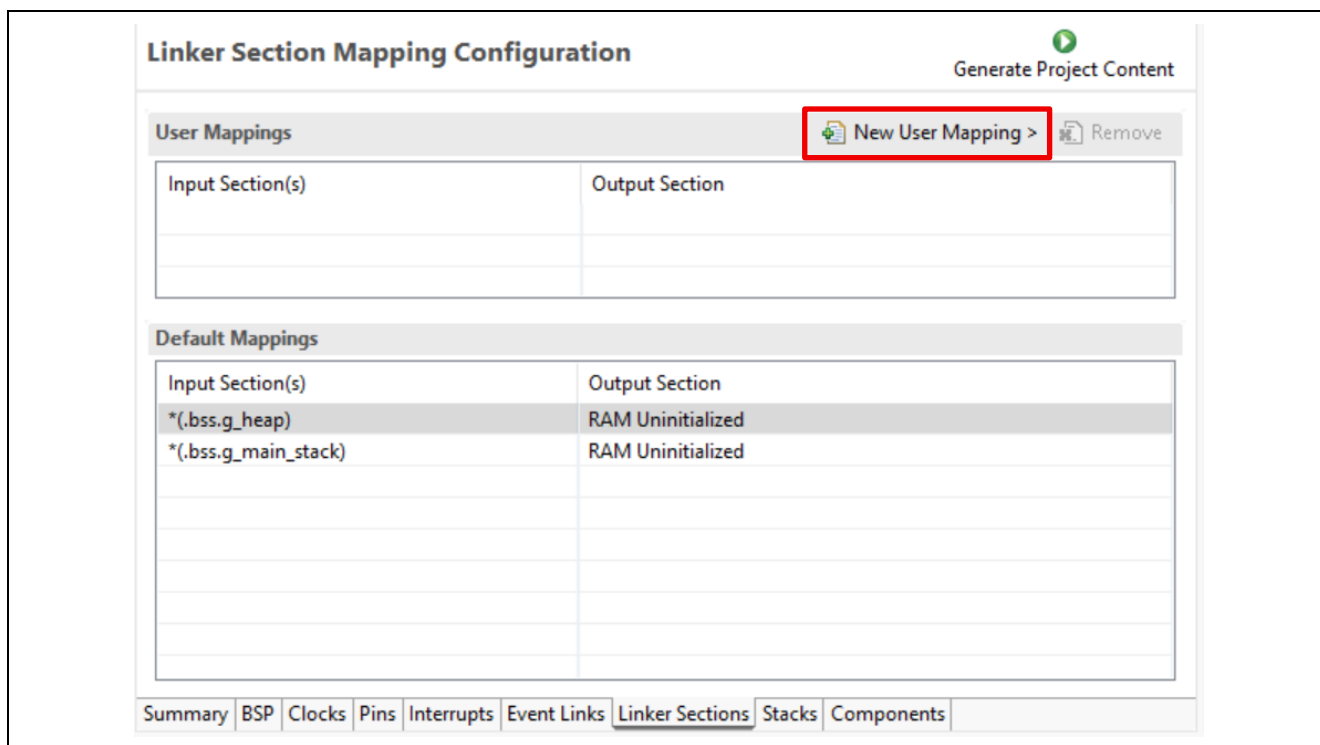 Linker Section Mapping Configuration
Generate Project Content
User Mappings
New User Mapping >
Remove
Input Section(s) Output Section
Default Mappings
Input Section(s) Output Section
*(.bss.g_heap) RAM Uninitialized
*(.bss.g_main_stack) RAM Uninitialized
Summary BSP Clocks Pins Interrupts Event Links Linker Sections Stacks Components